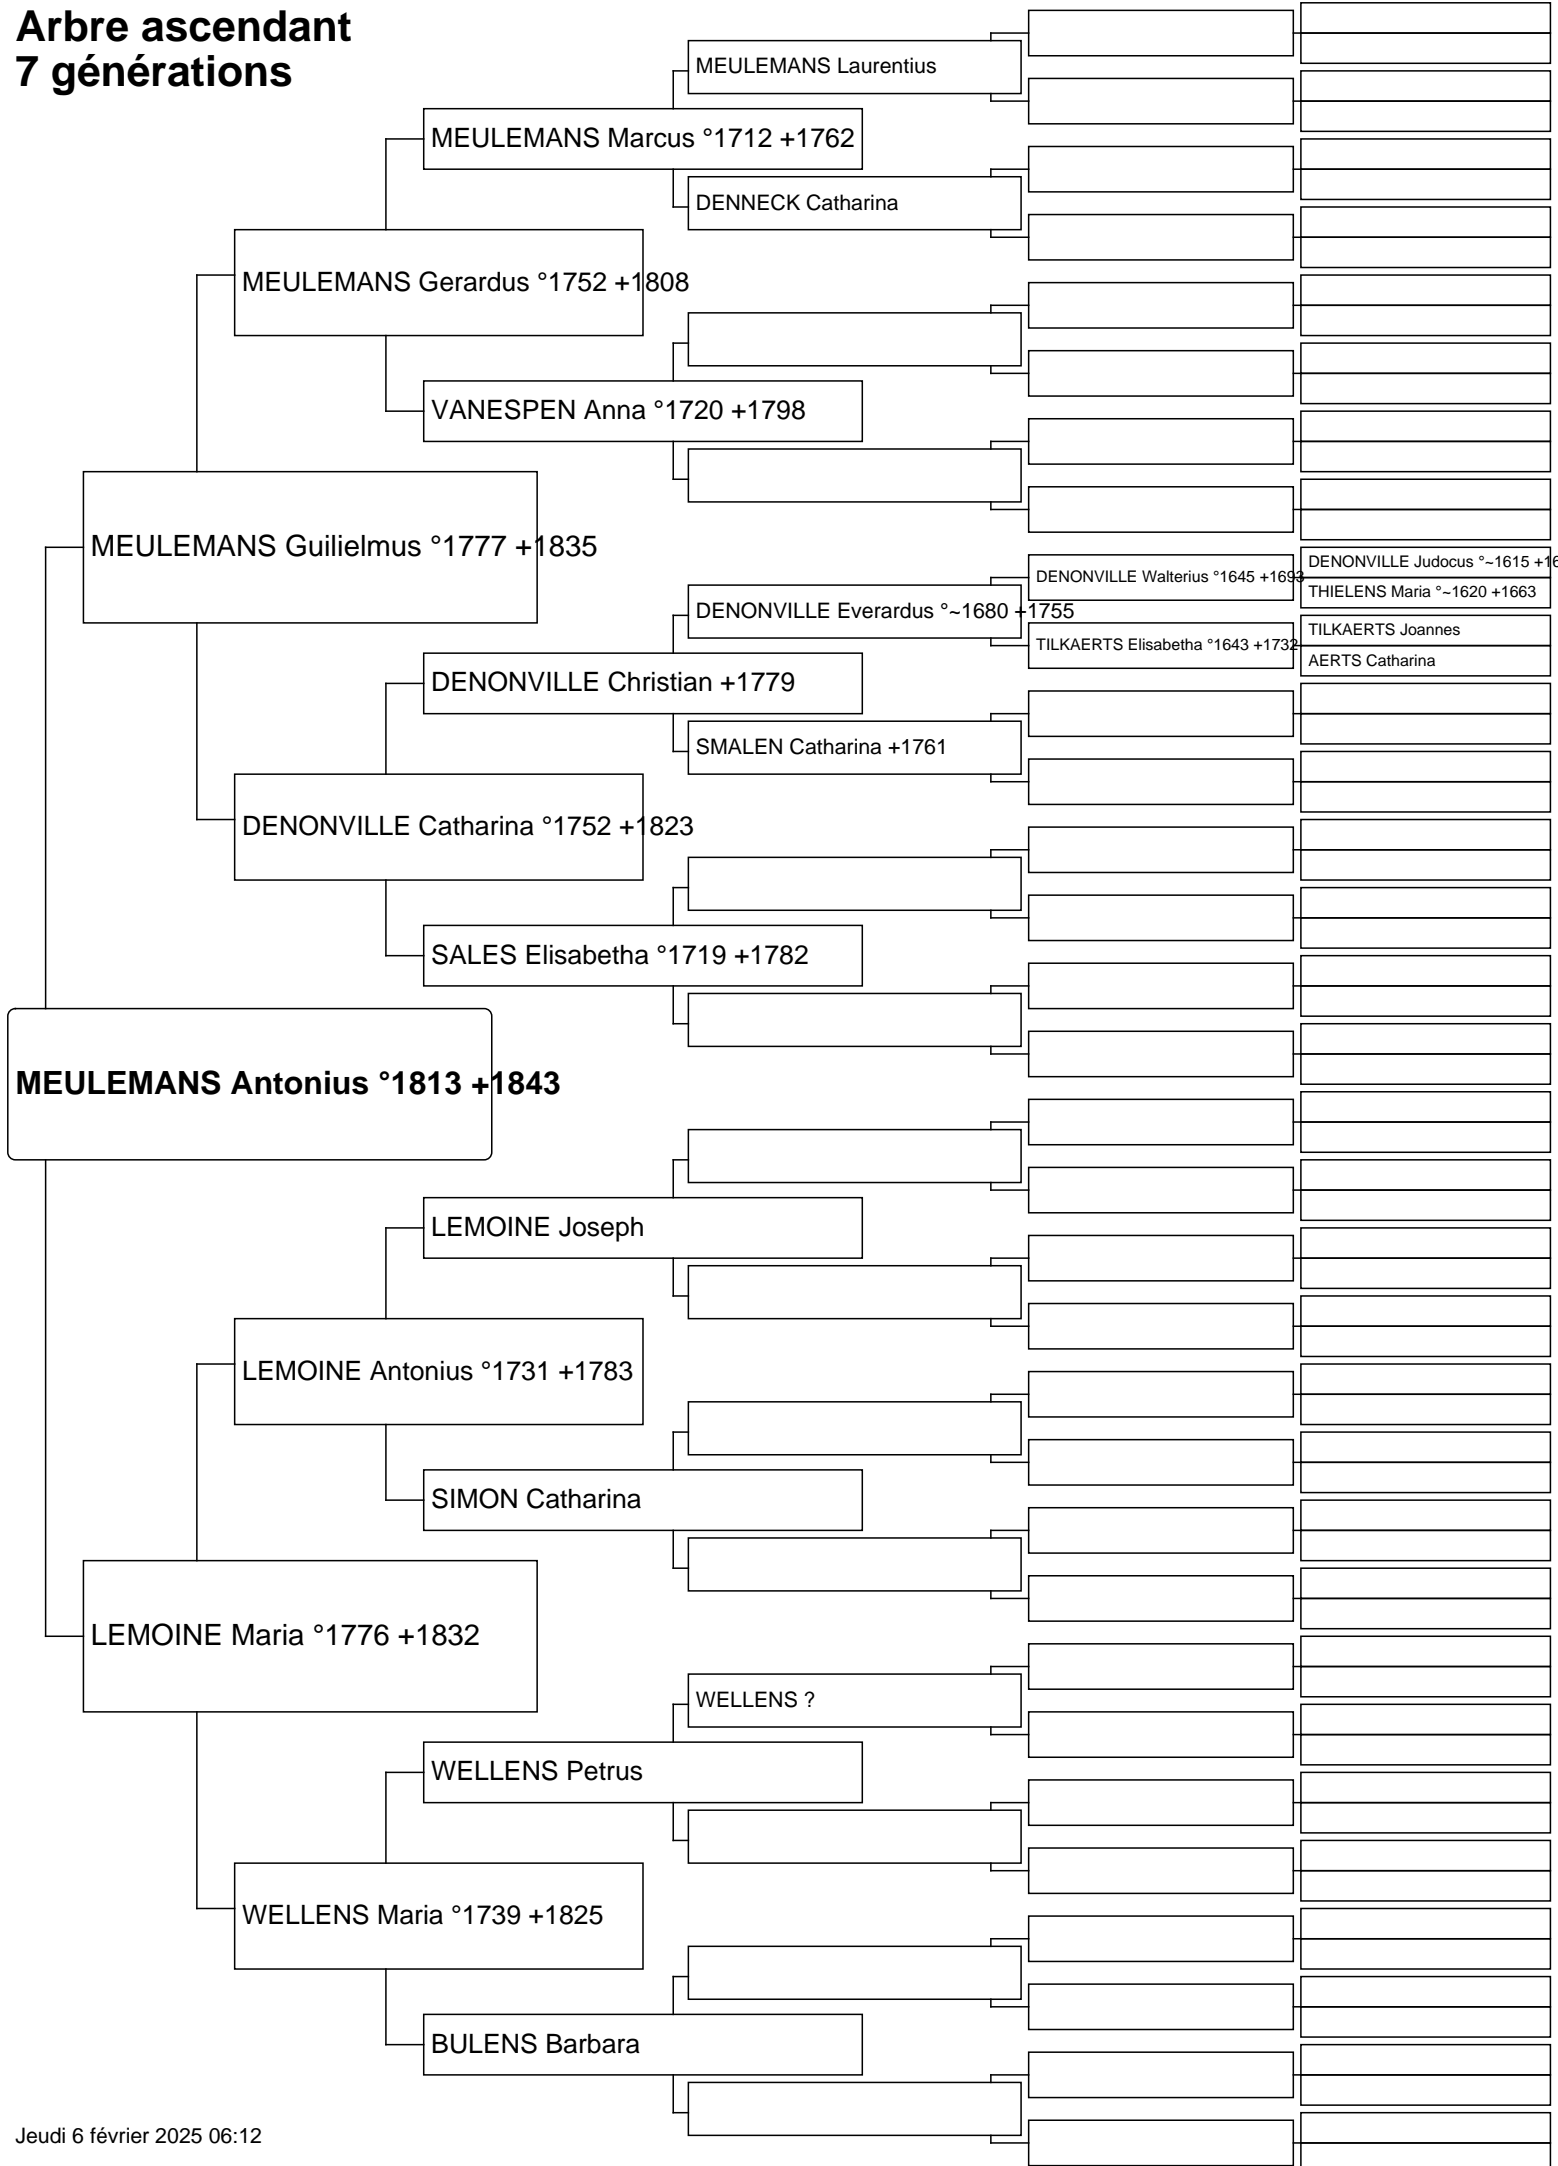 Arbre ascendant
7 générations
MEULEMANS Laurentius
MEULEMANS Marcus °1712 +1762
DENNECK Catharina
MEULEMANS Gerardus °1752 +1808
VANESPEN Anna °1720 +1798
MEULEMANS Guilielmus °1777 +1835
DENONVILLE Judocus °~1615 +16
DENONVILLE Walterius °1645 +1693
THIELENS Maria °~1620 +1663
DENONVILLE Everardus °~1680 +1755
TILKAERTS Joannes
TILKAERTS Elisabetha °1643 +1732
AERTS Catharina
DENONVILLE Christian +1779
SMALEN Catharina +1761
DENONVILLE Catharina °1752 +1823
SALES Elisabetha °1719 +1782
MEULEMANS Antonius °1813 +1843
LEMOINE Joseph
LEMOINE Antonius °1731 +1783
SIMON Catharina
LEMOINE Maria °1776 +1832
WELLENS ?
WELLENS Petrus
WELLENS Maria °1739 +1825
BULENS Barbara
Jeudi 6 février 2025 06:12